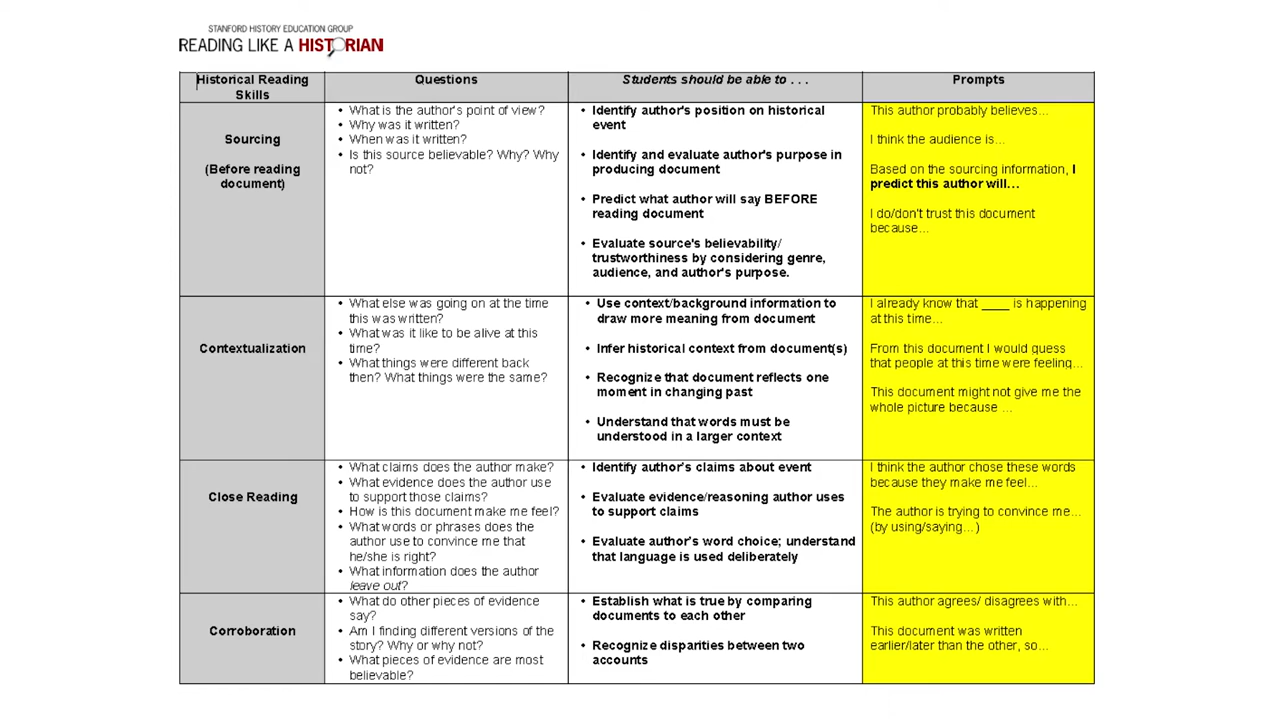 STANFORD HISTORY EDUCATION GROUP
READING LIKE A HISTORIAN
Historical Reading
Skills
Questions
Students should be able to . . .
Prompts
Sourcing
(Before reading
document)
• What is the author's point of view?
• Why was it written?
• When was it written?
• Is this source believable? Why? Why
not?
• Identify author's position on historical
event
• Identify and evaluate author's purpose in
producing document
• Predict what author will say BEFORE
reading document
• Evaluate source's believability/
trustworthiness by considering genre,
audience, and author's purpose.
This author probably believes...
I think the audience is...
Based on the sourcing information, I
predict this author will...
I do/don't trust this document
because...
Contextualization
• What else was going on at the time
this was written?
• What was it like to be alive at this
time?
• What things were different back
then? What things were the same?
• Use context/background information to
draw more meaning from document
• Infer historical context from document(s)
• Recognize that document reflects one
moment in changing past
• Understand that words must be
understood in a larger context
I already know that ____ is happening
at this time...
From this document I would guess
that people at this time were feeling...
This document might not give me the
whole picture because ...
Close Reading
• What claims does the author make?
• What evidence does the author use
to support those claims?
• How is this document make me feel?
• What words or phrases does the
author use to convince me that
he/she is right?
• What information does the author
leave out?
• Identify author's claims about event
• Evaluate evidence/reasoning author uses
to support claims
• Evaluate author's word choice; understand
that language is used deliberately
I think the author chose these words
because they make me feel...
The author is trying to convince me...
(by using/saying...)
Corroboration
• What do other pieces of evidence
say?
• Am I finding different versions of the
story? Why or why not?
• What pieces of evidence are most
believable?
• Establish what is true by comparing
documents to each other
• Recognize disparities between two
accounts
This author agrees/ disagrees with...
This document was written
earlier/later than the other, so...